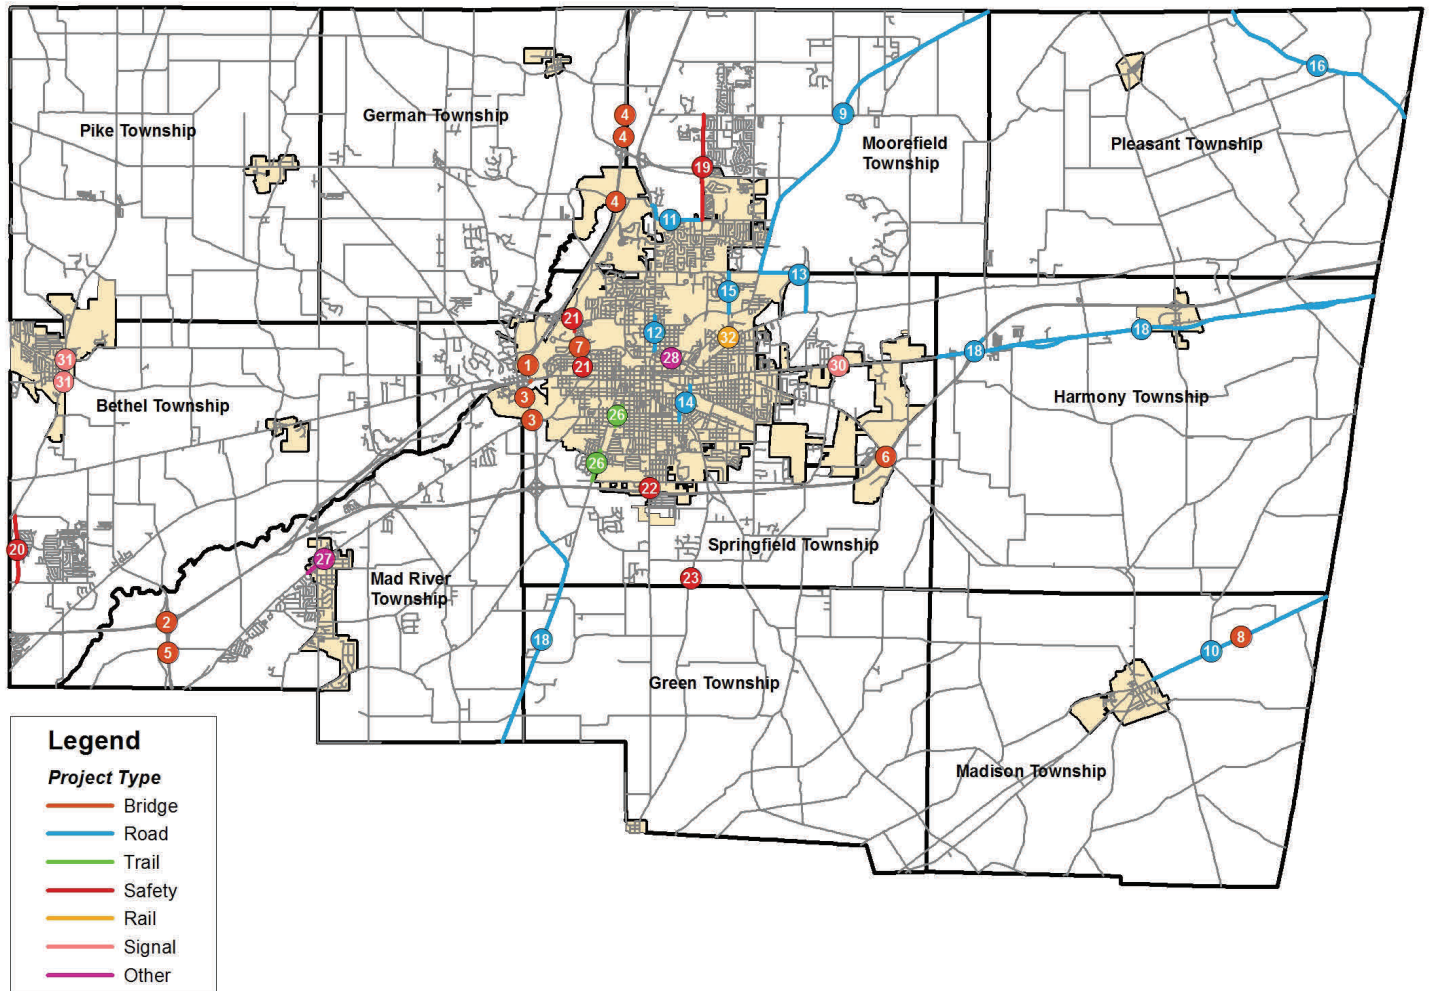 16
4
9
German Township
Pike Township
4
Moorefield
Township
Pleasant Township
19
4
11
13
15
21
12
18
32
7
18
28
31
1
21
30
31
3
Harmony Township
14
Bethel Township
26
3
6
26
22
Springfield Township
20
27
23
Mad River
Township
2
8
18
10
5
Green Township
Madison Township
Legend
Project Type
Bridge
Road
Trail
Safety
Rail
Signal
Other